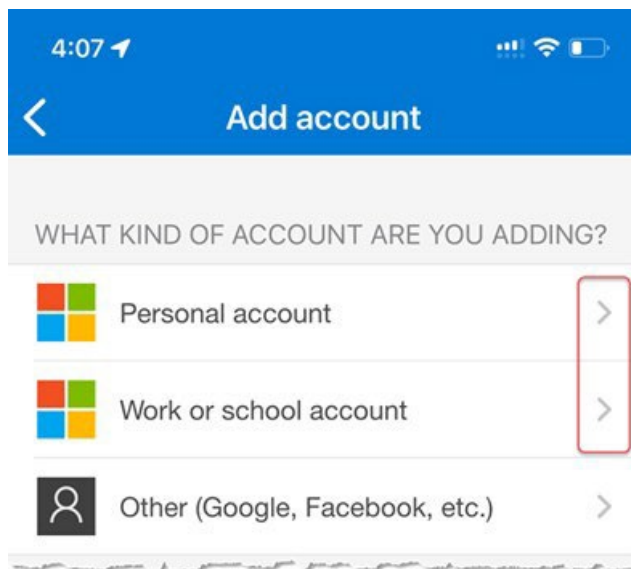 4:07
Add account
WHAT KIND OF ACCOUNT ARE YOU ADDING?
Personal account
Work or school account
Other (Google, Facebook, etc.)